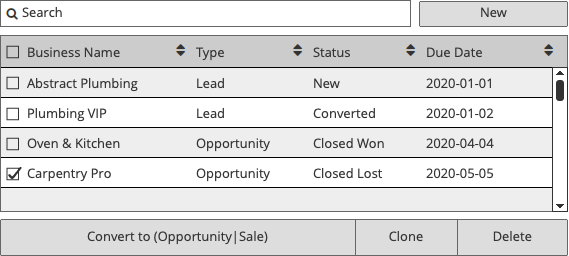 Search New
Business Name Type Status Due Date
Abstract Plumbing Lead New 2020-01-01
Plumbing VIP Lead Converted 2020-01-02
Oven & Kitchen Opportunity Closed Won 2020-04-04
Carpentry Pro Opportunity Closed Lost 2020-05-05
Convert to (Opportunity|Sale) Clone Delete